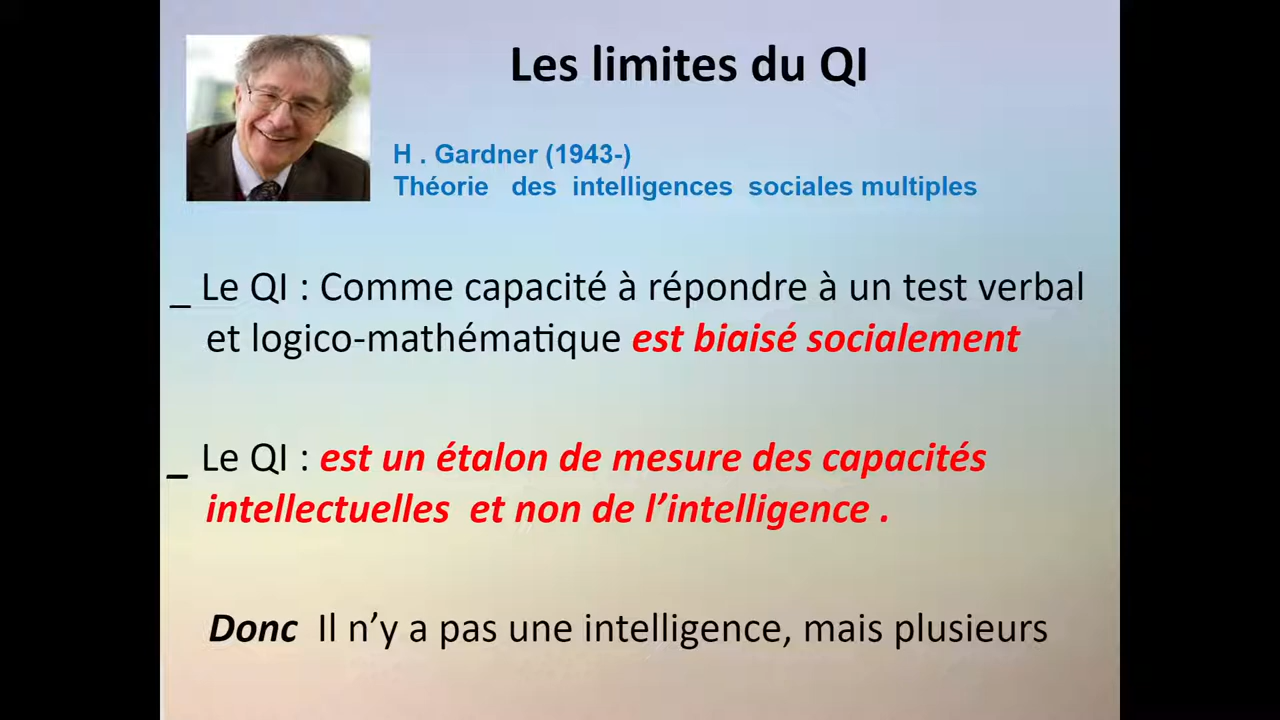 Les limites du QI
H . Gardner (1943-)
Théorie des intelligences sociales multiples
_ Le QI : Comme capacité à répondre à un test verbal
et logico-mathématique est biaisé socialement
_ Le QI : est un étalon de mesure des capacités
intellectuelles et non de l’intelligence .
Donc Il n’y a pas une intelligence, mais plusieurs